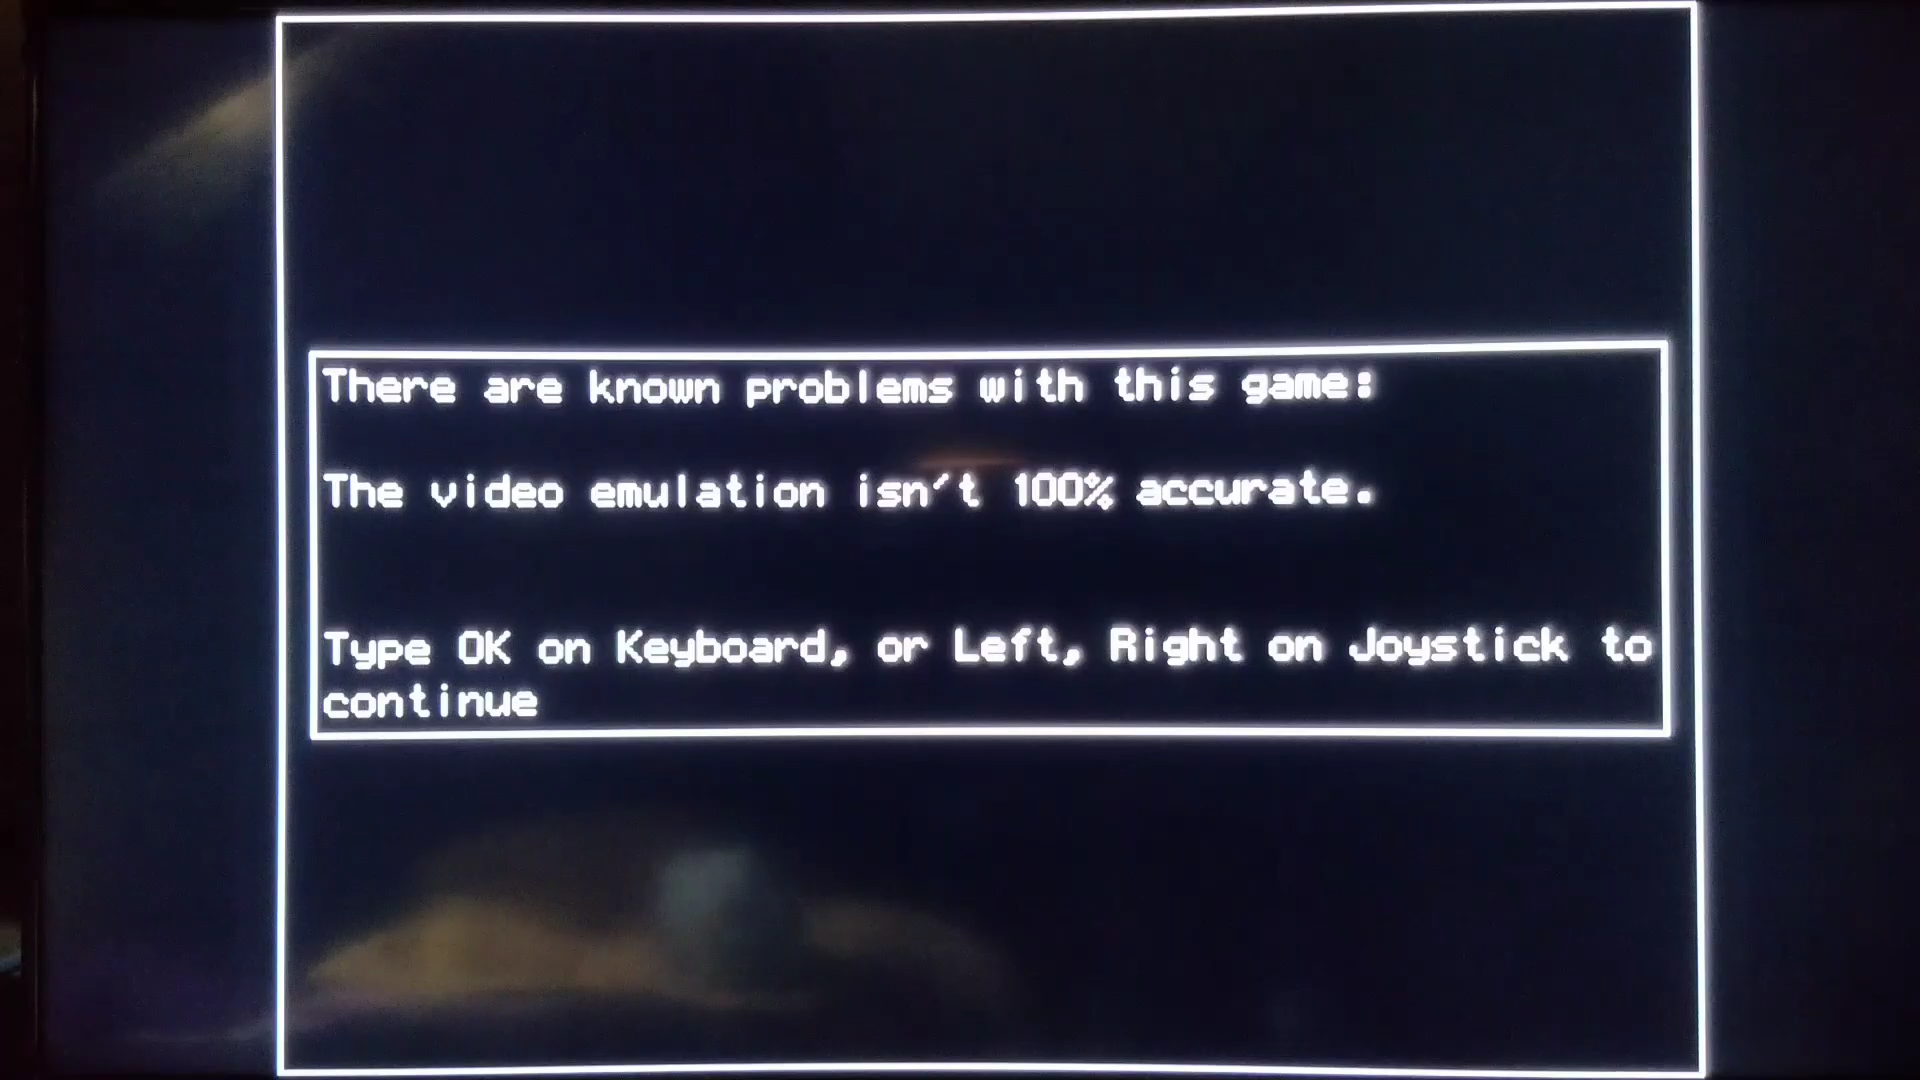 There are known problems with this game:
The video emulation isn't 100% accurate.
Type OK on Keyboard, or Left, Right on Joystick to
continue